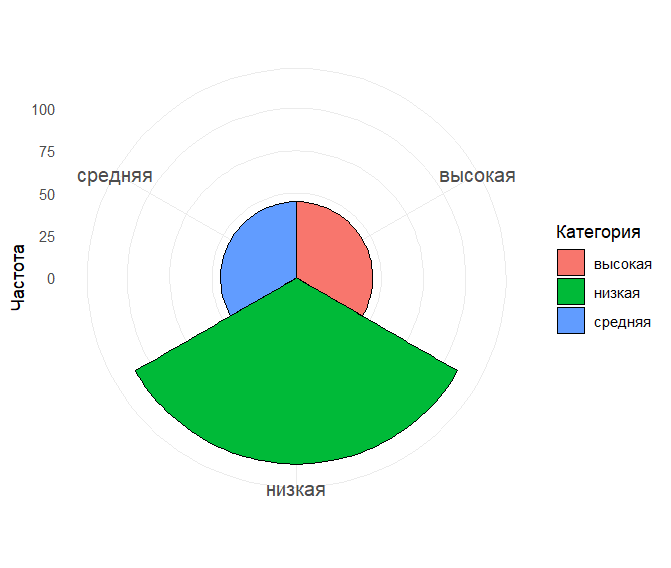 100
75
50
25
0
Частота
средняя
высокая
низкая
Категория
высокая
низкая
средняя